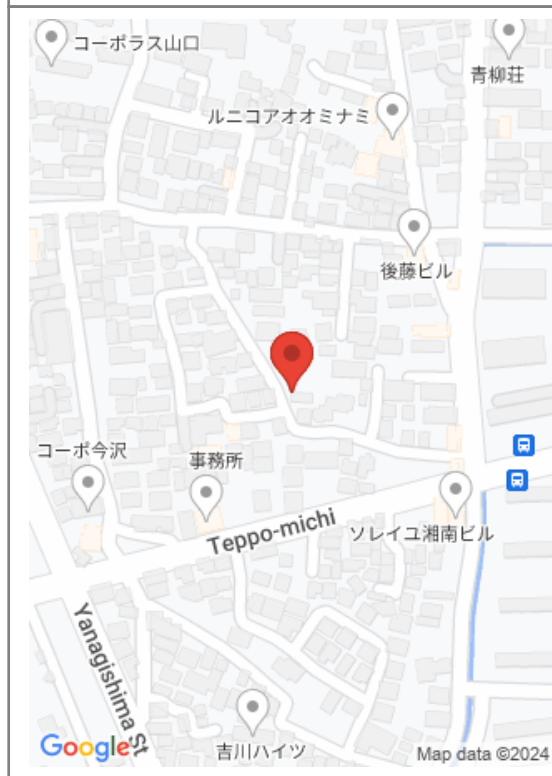 コーポラス山口
青柳荘
ルニコアオオミナミ
後藤ビル
コーポ今沢
事務所
Teppo-michi
ソレイユ湘南ビル
Yanagishima St
吉川ハイツ
Google
Map data ©2024